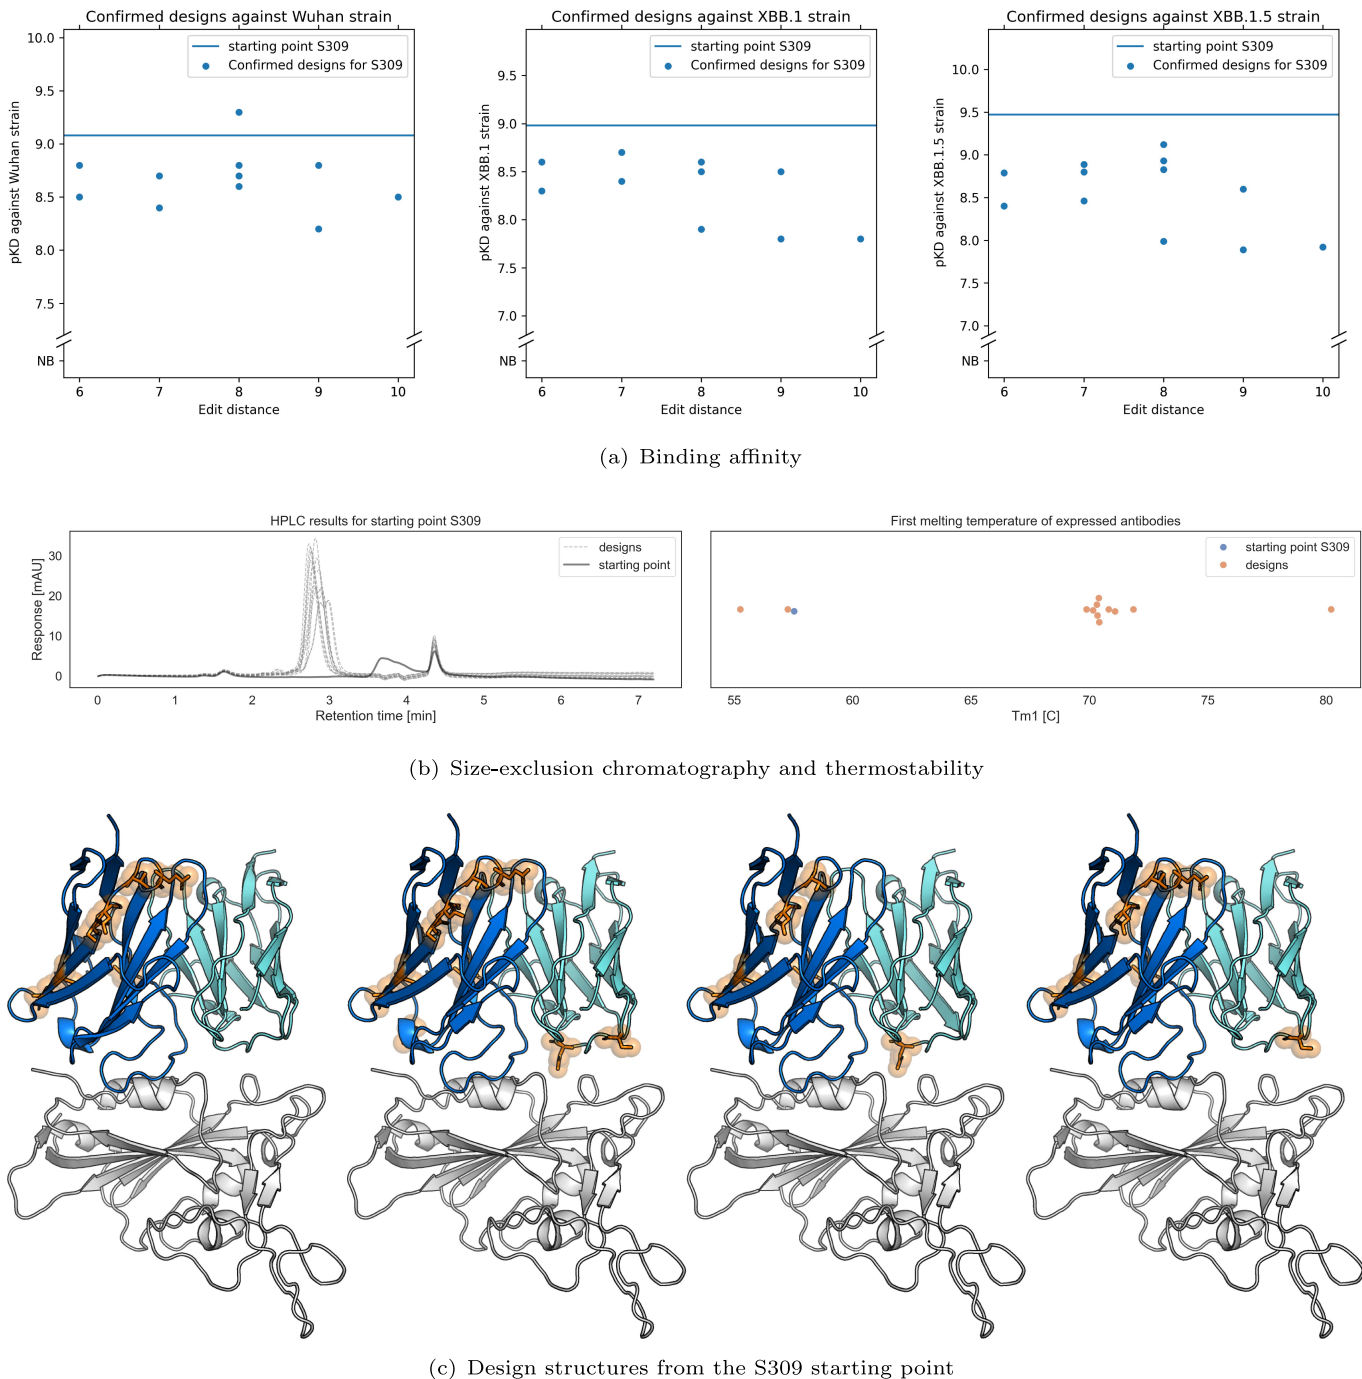 Confirmed designs against Wuhan strain
pKD against Wuhan strain
10.0
9.5
9.0
8.5
8.0
7.5
NB
starting point S309
Confirmed designs for S309
6 7 8 9 10
Edit distance
Confirmed designs against XBB.1 strain
pKD against XBB.1 strain
9.5
9.0
8.5
8.0
7.5
7.0
NB
starting point S309
Confirmed designs for S309
6 7 8 9 10
Edit distance
Confirmed designs against XBB.1.5 strain
pKD against XBB.1.5 strain
10.0
9.5
9.0
8.5
8.0
7.5
7.0
NB
starting point S309
Confirmed designs for S309
6 7 8 9 10
Edit distance
(a) Binding affinity
HPLC results for starting point S309
Response [mAU]
30
20
10
0
designs
starting point
0 1 2 3 4 5 6 7
Retention time [min]
First melting temperature of expressed antibodies
starting point S309
designs
55 60 65 70 75 80
Tm1 [C]
(b) Size-exclusion chromatography and thermostability
(c) Design structures from the S309 starting point